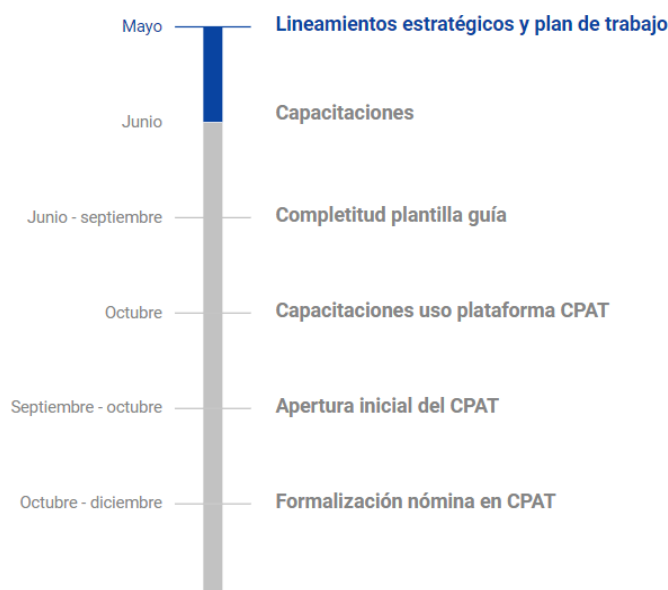 Mayo
Lineamientos estratégicos y plan de trabajo
Junio
Capacitaciones
Junio - septiembre
Completitud plantilla guía
Octubre
Capacitaciones uso plataforma CPAT
Septiembre - octubre
Apertura inicial del CPAT
Octubre - diciembre
Formalización nómina en CPAT